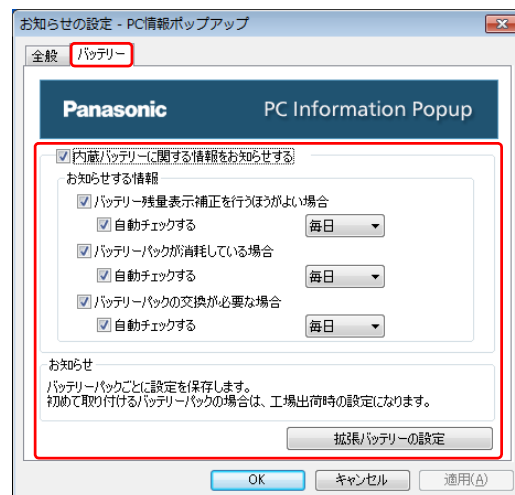 お知らせの設定 - PC情報ポップアップ
全般 バッテリー
Panasonic PC Information Popup
内蔵バッテリーに関する情報をお知らせする
お知らせする情報
バッテリー残量表示補正を行うほうがよい場合
自動チェックする 毎日
バッテリーパックが消耗している場合
自動チェックする 毎日
バッテリーパックの交換が必要な場合
自動チェックする 毎日
お知らせ
バッテリーパックごとに設定を保存します。
初めて取り付けるバッテリーパックの場合は、工場出荷時の設定になります。
拡張バッテリーの設定
OK キャンセル 適用(A)